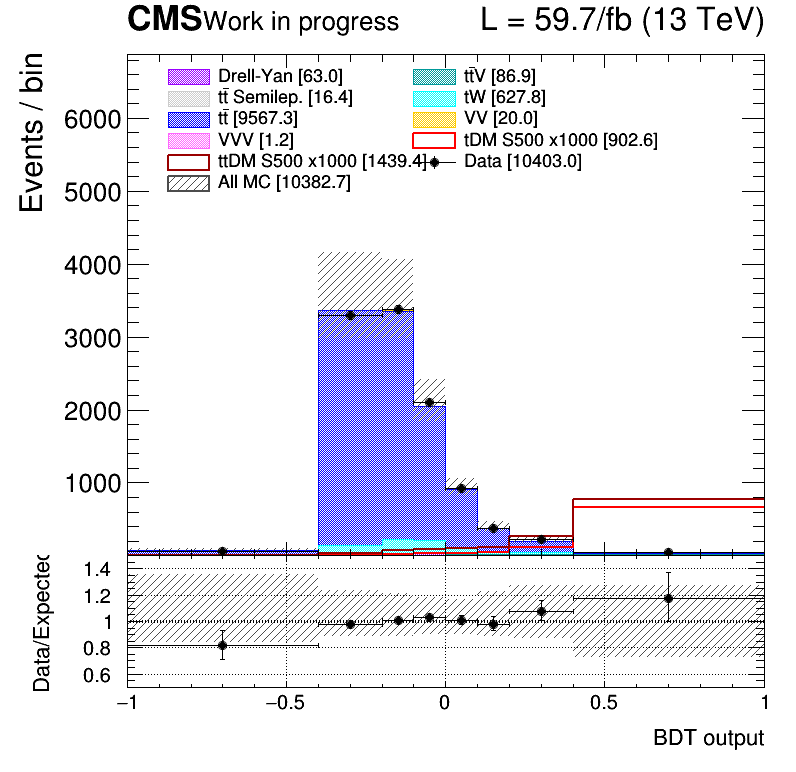 CMS Work in progress L = 59.7/fb (13 TeV)
Events / bin
Drell-Yan [63.0] tt̄V [86.9]
tt̄ Semilep. [16.4] tW [627.8]
tt̄ [9567.3] VV [20.0]
VVV [1.2] tDM S500 x1000 [902.6]
ttDM S500 x1000 [1439.4] Data [10403.0]
All MC [10382.7]
6000
5000
4000
3000
2000
1000
Data/Expected
1.4
1.2
1
0.8
0.6
−1 −0.5 0 0.5 1
BDT output